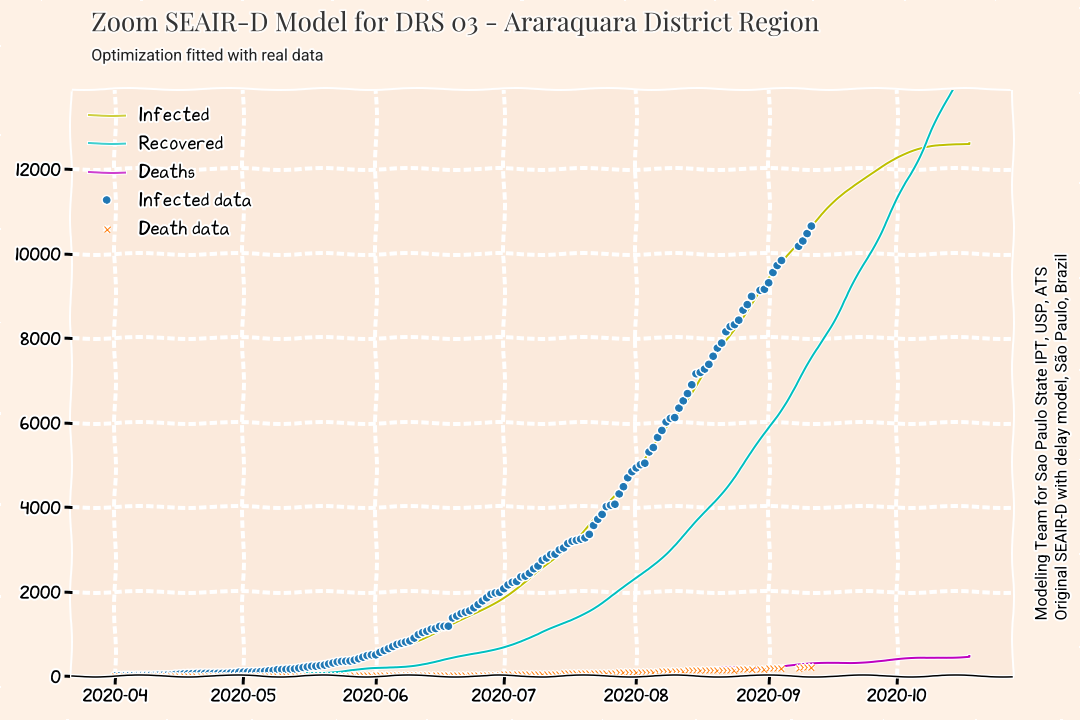 Zoom SEAIR-D Model for DRS 03 - Araraquara District Region
Optimization fitted with real data
Infected
Recovered
Deaths
Infected data
Death data
12000
10000
8000
6000
4000
2000
0
2020-04 2020-05 2020-06 2020-07 2020-08 2020-09 2020-10
Modeling Team for Sao Paulo State IPT, USP, ATS
Original SEAIR-D with delay model, São Paulo, Brazil